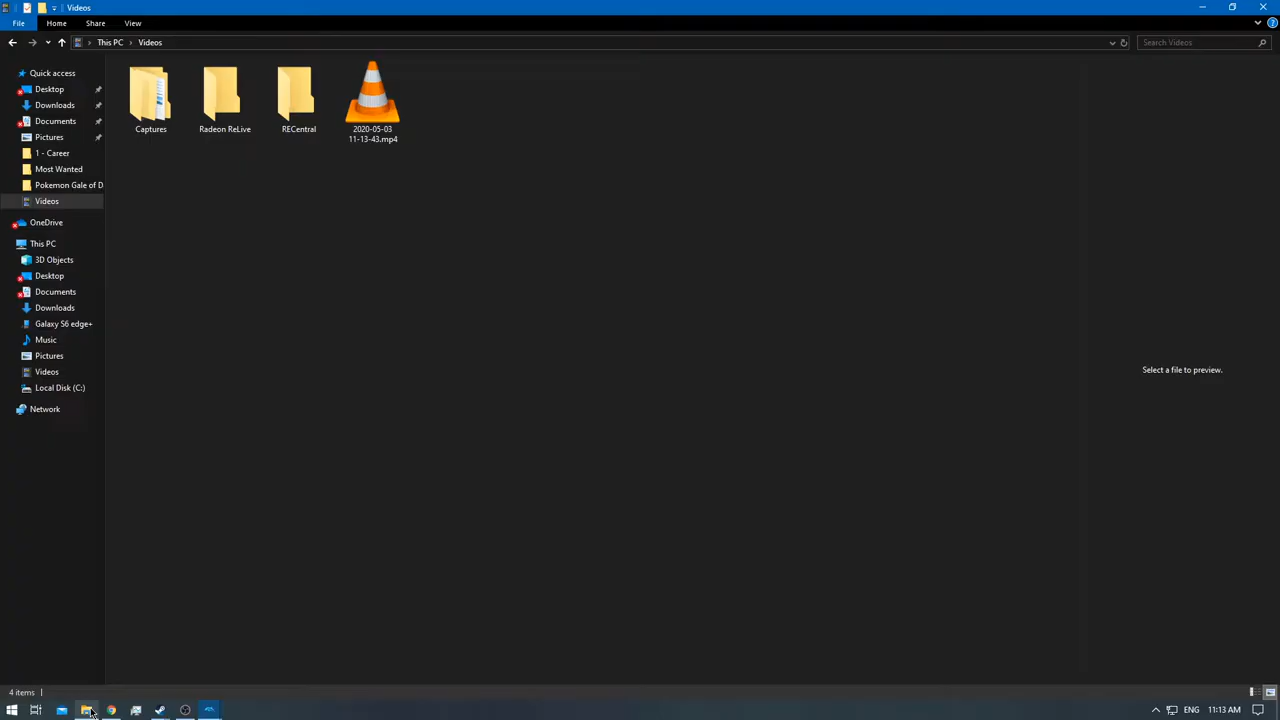 Videos
File
Home
Share
View
This PC
Videos
Search Videos
Quick access
Desktop
Downloads
Documents
Pictures
1 - Career
Most Wanted
Pokemon Gale of D
Videos
OneDrive
This PC
3D Objects
Desktop
Documents
Downloads
Galaxy S6 edge+
Music
Pictures
Videos
Local Disk (C:)
Network
Captures
Radeon ReLive
RECentral
2020-05-03
11-13-43.mp4
Select a file to preview.
4 items
ENG
11:13 AM